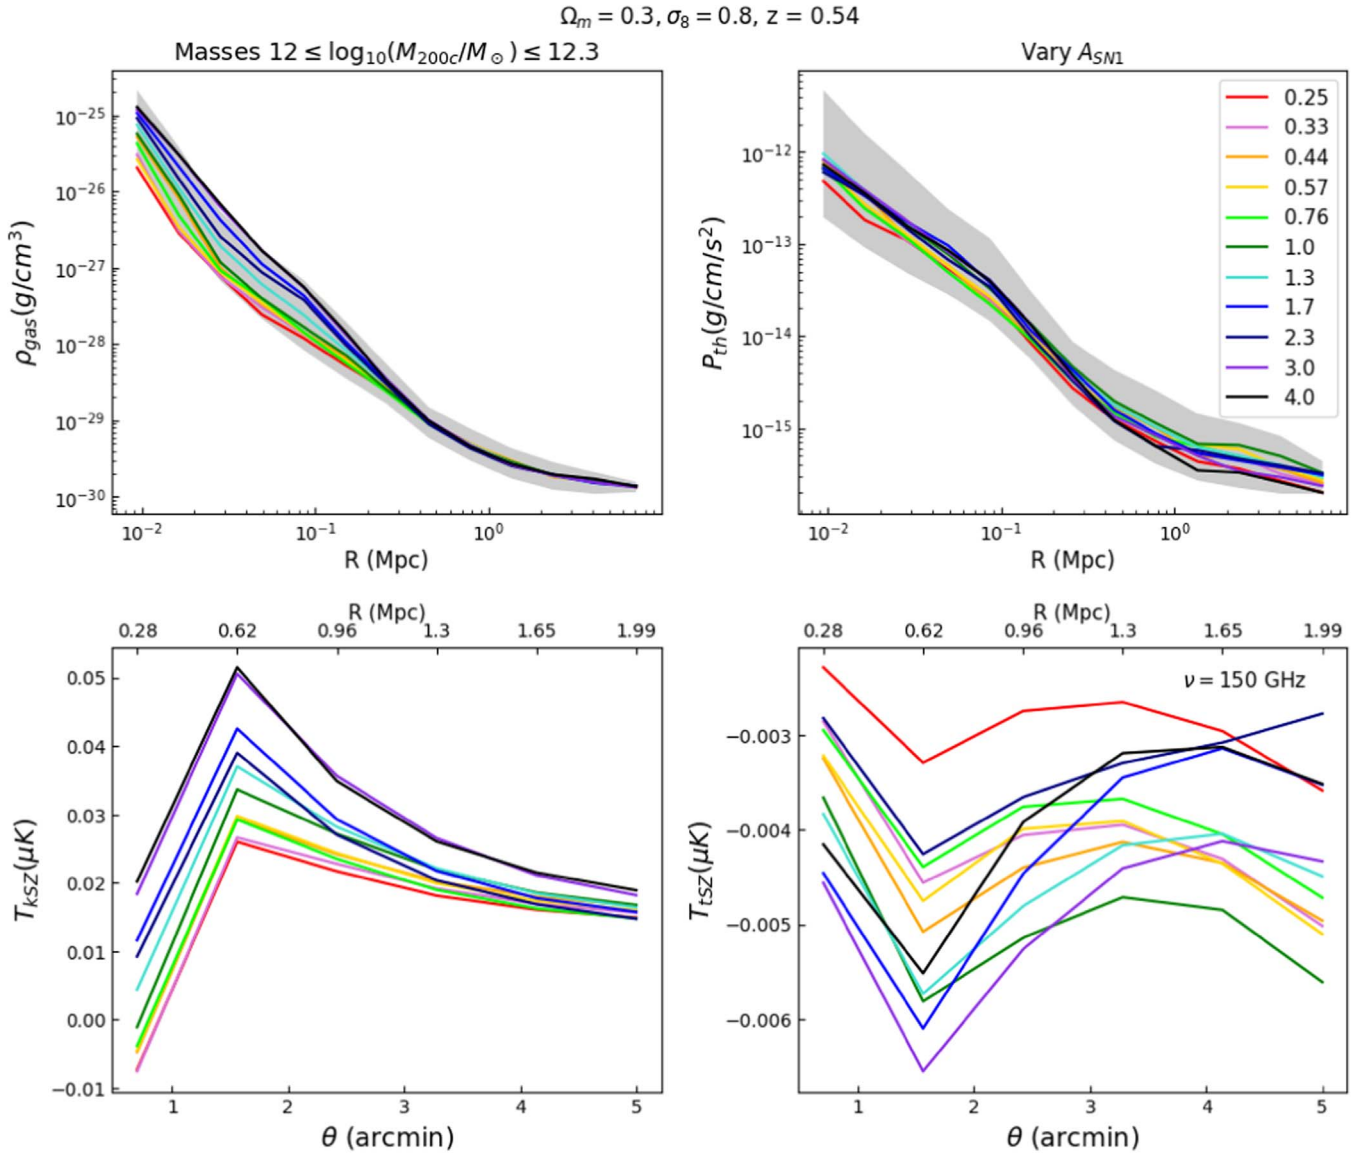 Ωm = 0.3, σ8 = 0.8, z = 0.54
Masses 12 ≤ log10(M200c/M⊙) ≤ 12.3
10−25
10−26
10−27
10−28
10−29
10−30
ρgas(g/cm3)
10−2 10−1 100
R (Mpc)
Vary ASN1
10−12
10−13
10−14
10−15
Pth(g/cm/s2)
0.25
0.33
0.44
0.57
0.76
1.0
1.3
1.7
2.3
3.0
4.0
10−2 10−1 100
R (Mpc)
R (Mpc)
0.28 0.62 0.96 1.3 1.65 1.99
0.05
0.04
0.03
0.02
0.01
0.00
−0.01
TkSZ(μK)
1 2 3 4 5
θ (arcmin)
R (Mpc)
0.28 0.62 0.96 1.3 1.65 1.99
ν = 150 GHz
−0.003
−0.004
−0.005
−0.006
TtSZ(μK)
1 2 3 4 5
θ (arcmin)